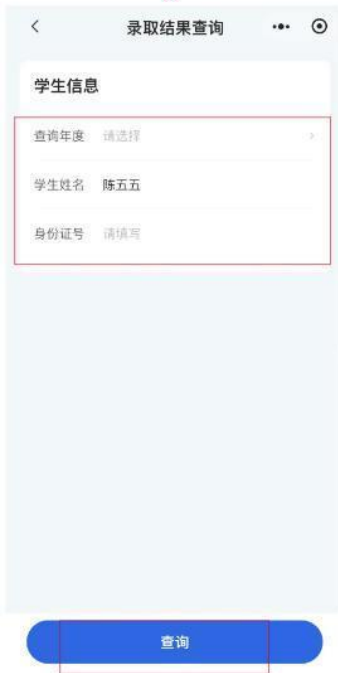 录取结果查询
学生信息
查询年度 请选择
学生姓名 陈五五
身份证号 请填写
查询